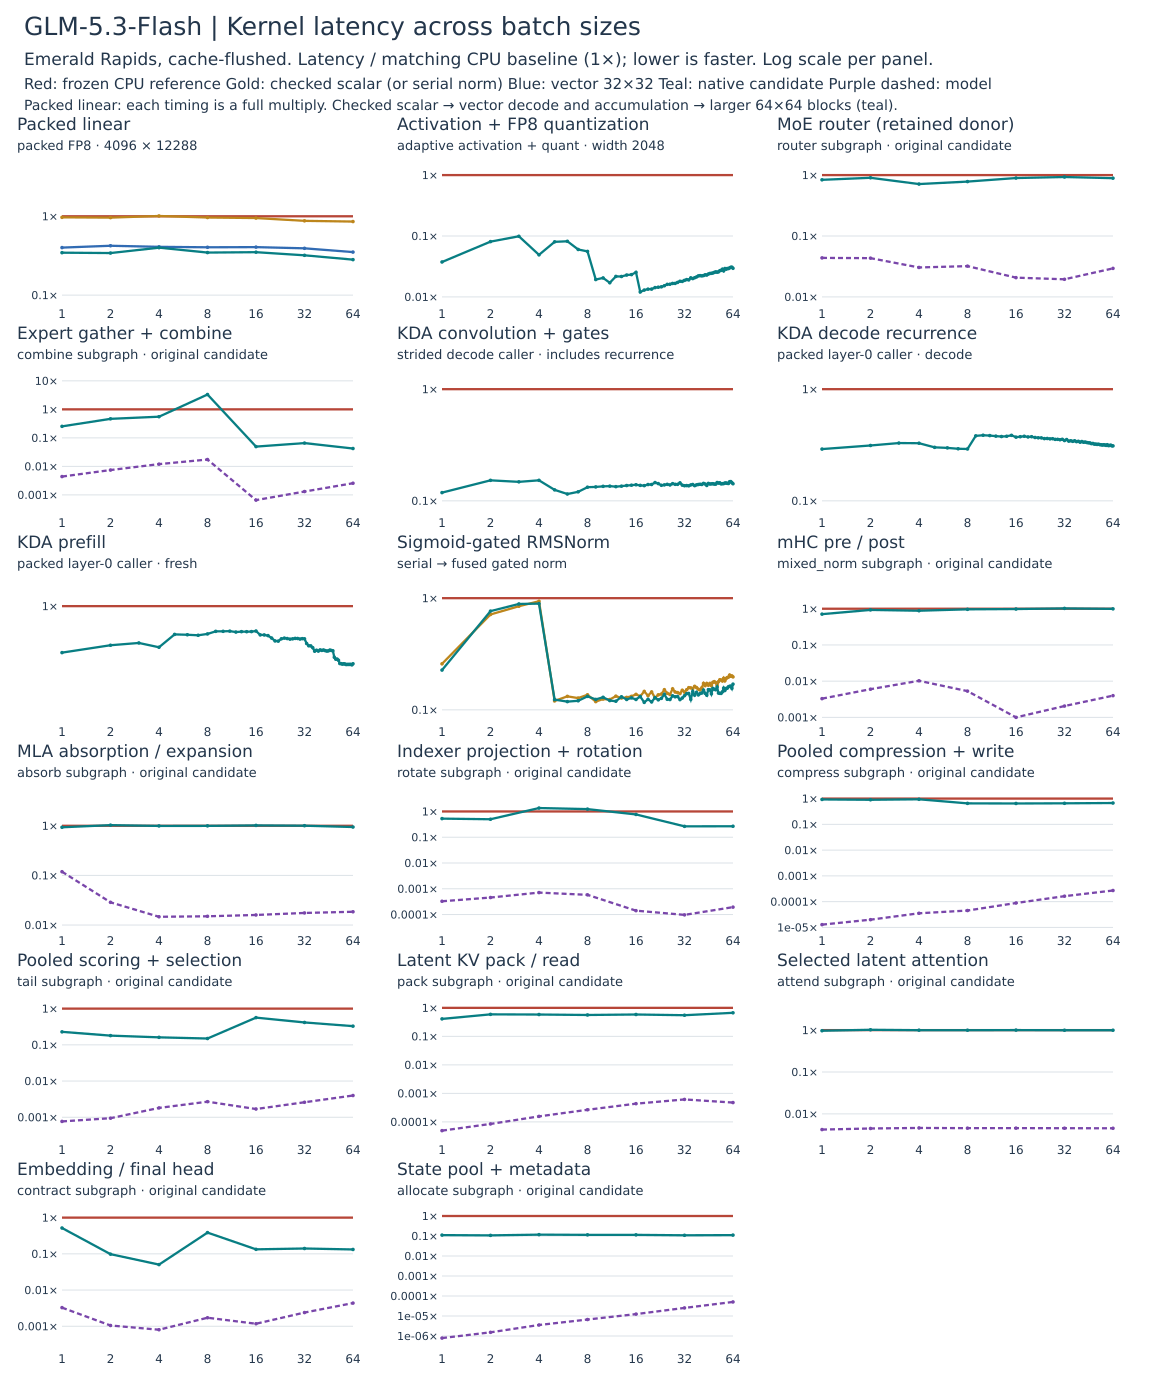 GLM-5.3-Flash | Kernel latency across batch sizes
Emerald Rapids, cache-flushed. Latency / matching CPU baseline (1×); lower is faster. Log scale per panel.
Red: frozen CPU reference Gold: checked scalar (or serial norm) Blue: vector 32×32 Teal: native candidate Purple dashed: model
Packed linear: each timing is a full multiply. Checked scalar → vector decode and accumulation → larger 64×64 blocks (teal).
Packed linear
packed FP8 · 4096 × 12288
1×
0.1×
1 2 4 8 16 32 64
Activation + FP8 quantization
adaptive activation + quant · width 2048
1×
0.1×
0.01×
1 2 4 8 16 32 64
MoE router (retained donor)
router subgraph · original candidate
1×
0.1×
0.01×
1 2 4 8 16 32 64
Expert gather + combine
combine subgraph · original candidate
10×
1×
0.1×
0.01×
0.001×
1 2 4 8 16 32 64
KDA convolution + gates
strided decode caller · includes recurrence
1×
0.1×
1 2 4 8 16 32 64
KDA decode recurrence
packed layer-0 caller · decode
1×
0.1×
1 2 4 8 16 32 64
KDA prefill
packed layer-0 caller · fresh
1×
1 2 4 8 16 32 64
Sigmoid-gated RMSNorm
serial → fused gated norm
1×
0.1×
1 2 4 8 16 32 64
mHC pre / post
mixed_norm subgraph · original candidate
1×
0.1×
0.01×
0.001×
1 2 4 8 16 32 64
MLA absorption / expansion
absorb subgraph · original candidate
1×
0.1×
0.01×
1 2 4 8 16 32 64
Indexer projection + rotation
rotate subgraph · original candidate
1×
0.1×
0.01×
0.001×
0.0001×
1 2 4 8 16 32 64
Pooled compression + write
compress subgraph · original candidate
1×
0.1×
0.01×
0.001×
0.0001×
1e-05×
1 2 4 8 16 32 64
Pooled scoring + selection
tail subgraph · original candidate
1×
0.1×
0.01×
0.001×
1 2 4 8 16 32 64
Latent KV pack / read
pack subgraph · original candidate
1×
0.1×
0.01×
0.001×
0.0001×
1 2 4 8 16 32 64
Selected latent attention
attend subgraph · original candidate
1×
0.1×
0.01×
1 2 4 8 16 32 64
Embedding / final head
contract subgraph · original candidate
1×
0.1×
0.01×
0.001×
1 2 4 8 16 32 64
State pool + metadata
allocate subgraph · original candidate
1×
0.1×
0.01×
0.001×
0.0001×
1e-05×
1e-06×
1 2 4 8 16 32 64